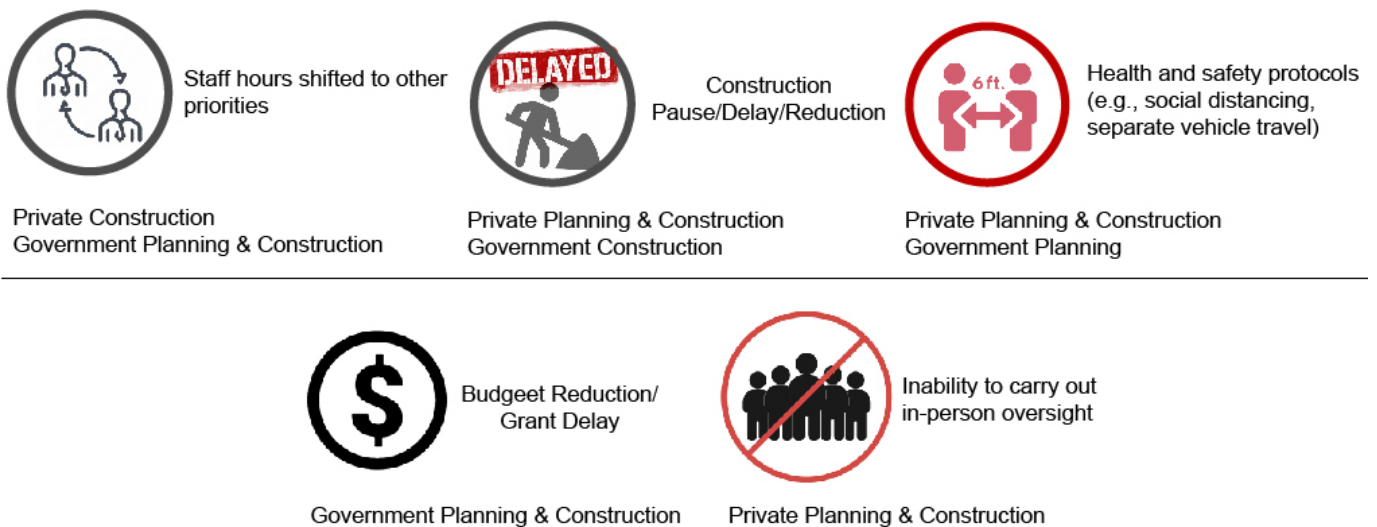 Staff hours shifted to other
priorities
DELAYED
Construction
Pause/Delay/Reduction
6 ft.
Health and safety protocols
(e.g., social distancing,
separate vehicle travel)
Private Construction
Government Planning & Construction
Private Planning & Construction
Government Construction
Private Planning & Construction
Government Planning
$
Budgeet Reduction/
Grant Delay
Inability to carry out
in-person oversight
Government Planning & Construction
Private Planning & Construction